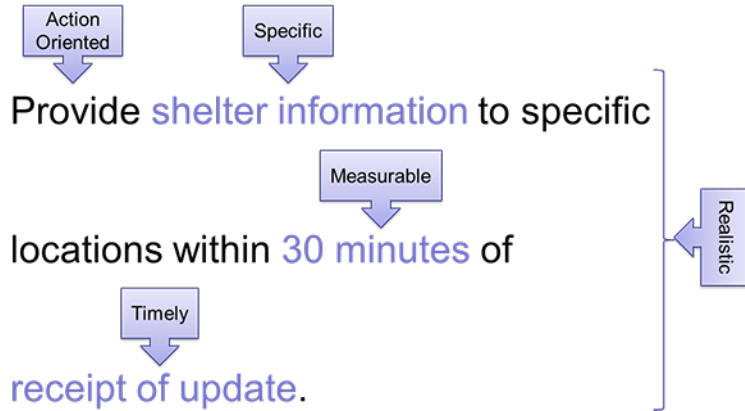 Action
Oriented
Specific
Provide shelter information to specific
Measurable
locations within 30 minutes of
Realistic
Timely
receipt of update.